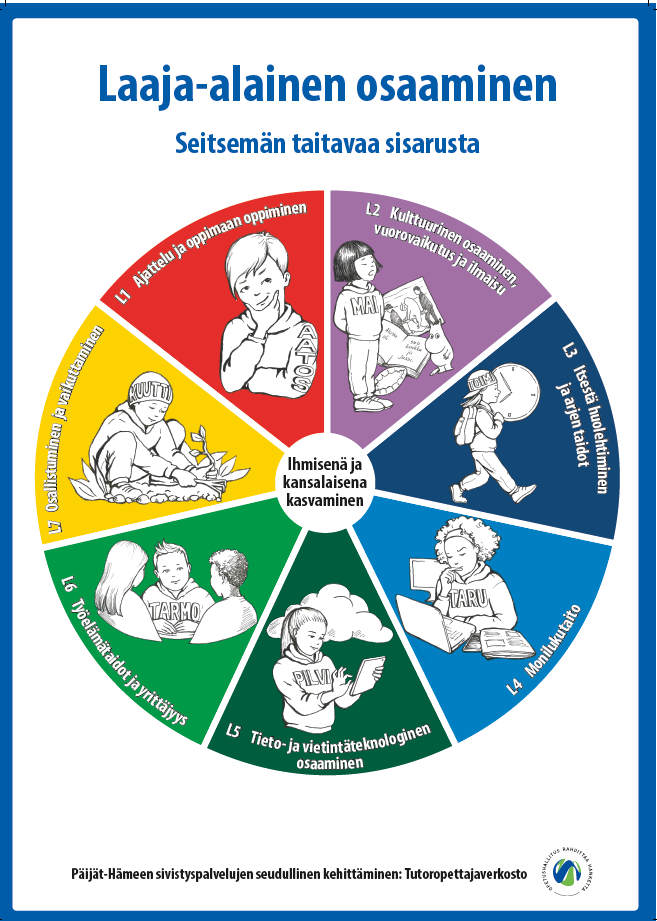 Laaja-alainen osaaminen
Seitsemän taitavaa sisarusta
L1 Ajattelu ja oppimaan oppiminen
AATOS
L2 Kulttuurinen osaaminen,
vuorovaikutus ja ilmaisu
MAI
L3 Itsestä huolehtiminen
ja arjen taidot
TOIMI
L4 Monilukutaito
TARU
L5 Tieto- ja vietintäteknologinen
osaaminen
PILVI
L6 Työelämätaidot ja yrittäjyys
TARMO
L7 Osallistuminen ja vaikuttaminen
KUUTTI
Ihmisenä ja
kansalaisena
kasvaminen
Päijät-Hämeen sivistyspalvelujen seudullinen kehittäminen: Tutoropettajaverkosto
OPETUSHALLITUS RAHOITTAA HANKETTA